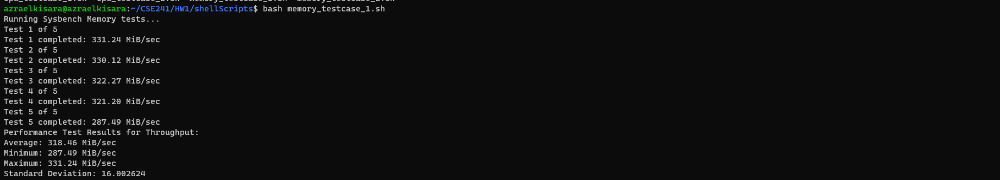 azraelkisara@azraelkisara:~/CSE241/HW1/shellScripts$ bash memory_testcase_1.sh
Running Sysbench Memory tests...
Test 1 of 5
Test 1 completed: 331.24 MiB/sec
Test 2 of 5
Test 2 completed: 330.12 MiB/sec
Test 3 of 5
Test 3 completed: 322.27 MiB/sec
Test 4 of 5
Test 4 completed: 321.20 MiB/sec
Test 5 of 5
Test 5 completed: 287.49 MiB/sec
Performance Test Results for Throughput:
Average: 318.46 MiB/sec
Minimum: 287.49 MiB/sec
Maximum: 331.24 MiB/sec
Standard Deviation: 16.002624